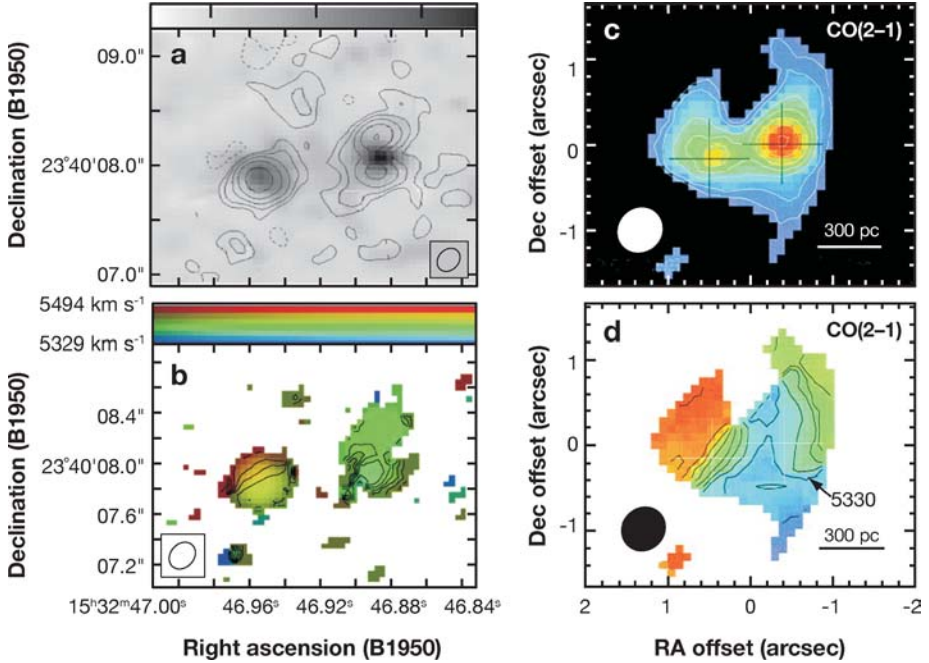 a
09.0"
23°40'08.0"
07.0"
Declination (B1950)
5494 km s⁻¹
5329 km s⁻¹
b
08.4"
23°40'08.0"
07.6"
07.2"
Declination (B1950)
15ʰ32ᵐ47.00ˢ
46.96ˢ
46.92ˢ
46.88ˢ
46.84ˢ
Right ascension (B1950)
c
CO(2–1)
1
0
-1
Dec offset (arcsec)
300 pc
d
CO(2–1)
1
0
-1
Dec offset (arcsec)
5330
300 pc
2
1
0
-1
-2
RA offset (arcsec)